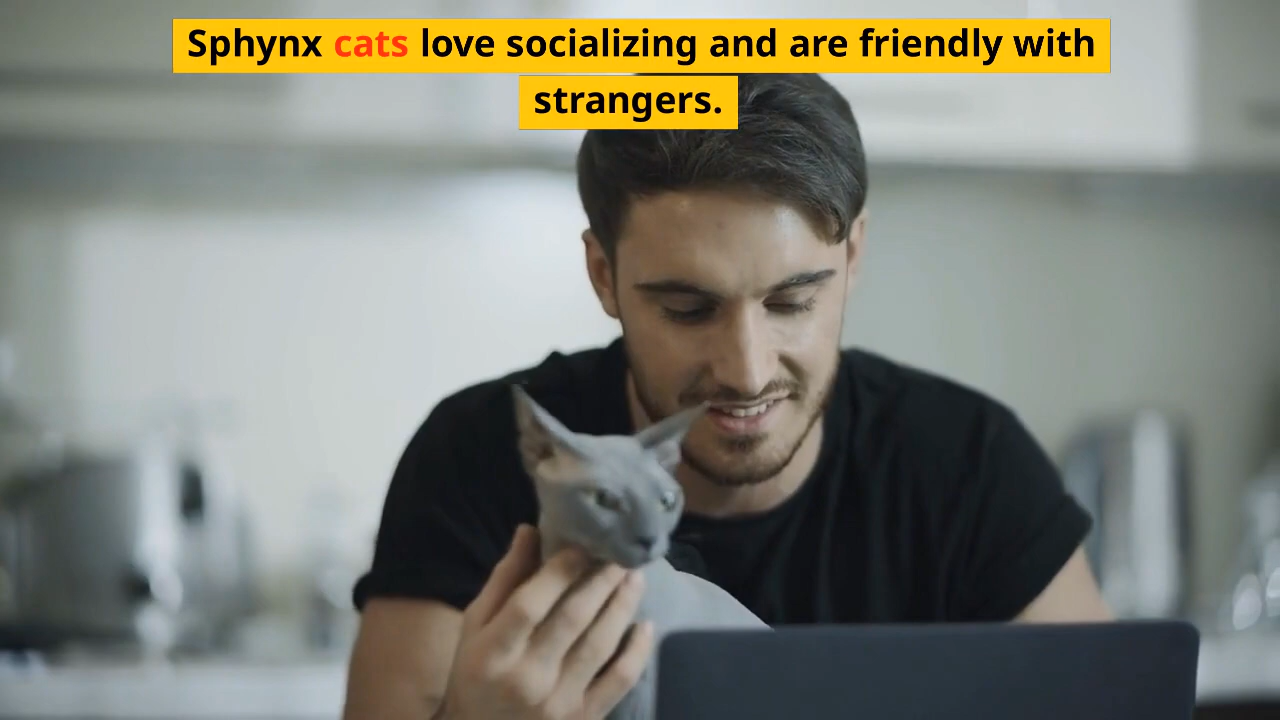 Sphynx cats love socializing and are friendly with
strangers.